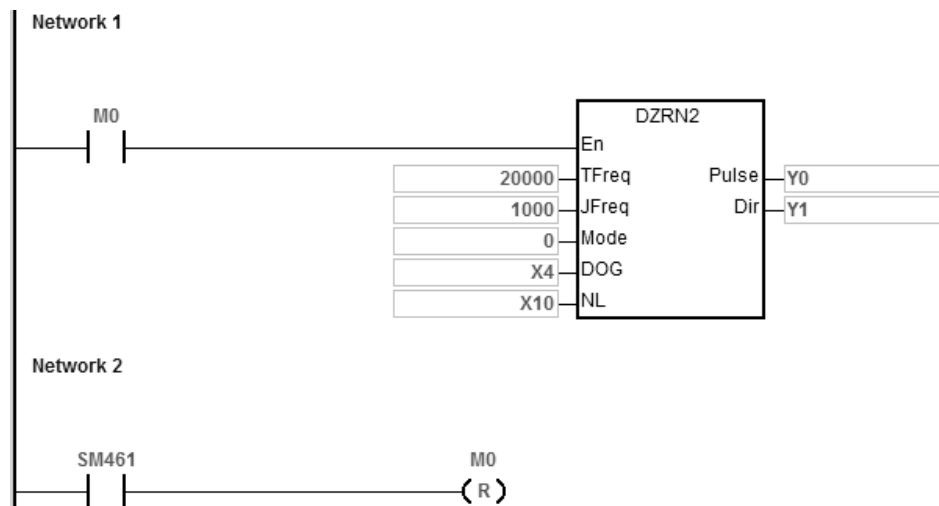 Network 1
M0
DZRN2
En
20000 TFreq Pulse Y0
1000 JFreq Dir Y1
0 Mode
X4 DOG
X10 NL
Network 2
SM461 M0
R